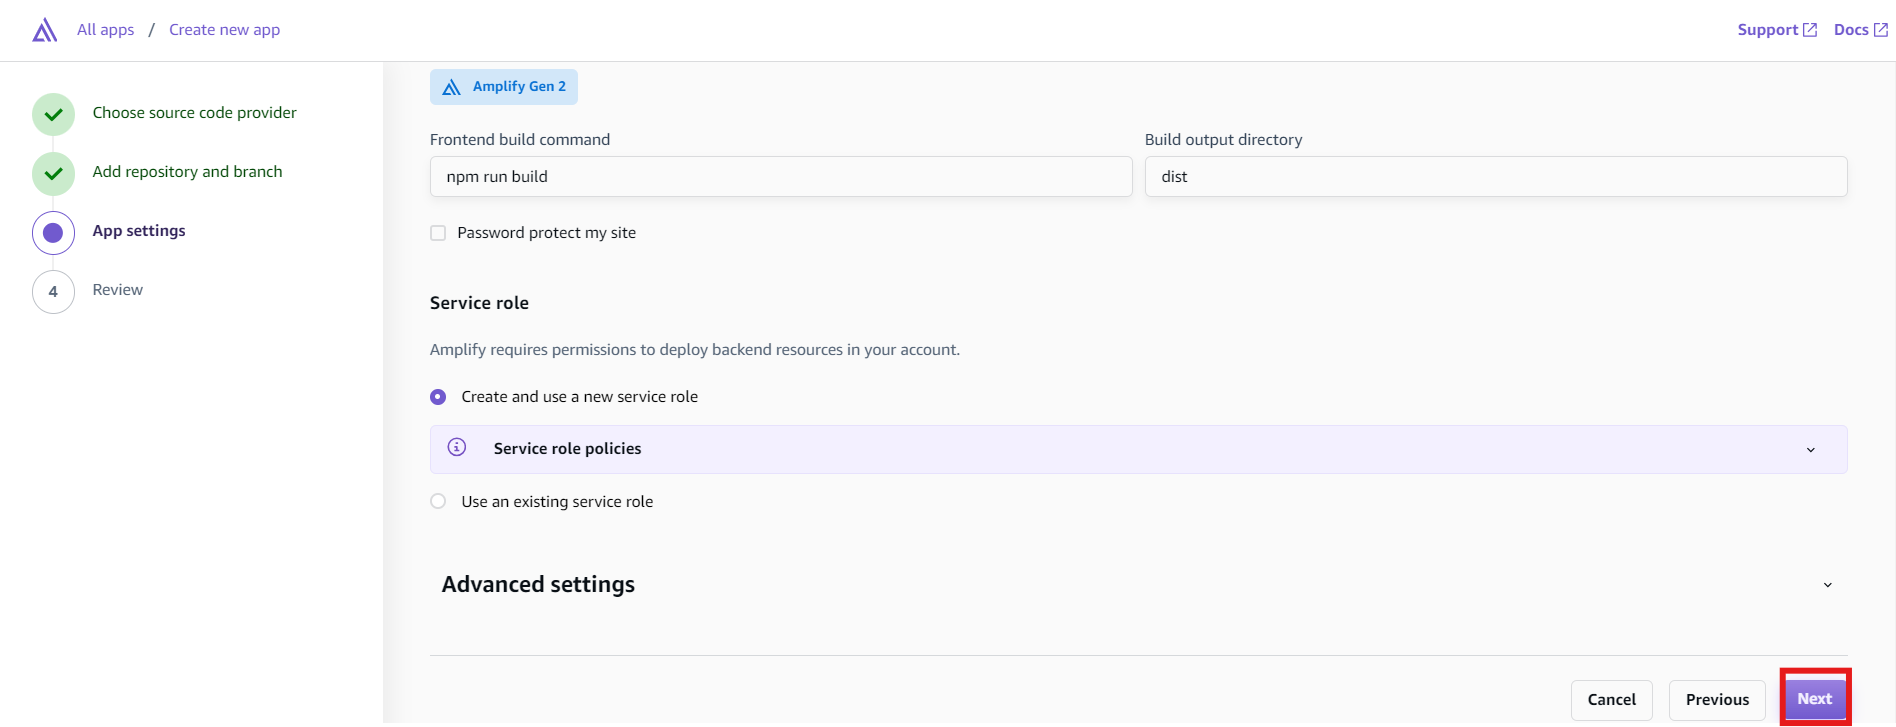 All apps / Create new app
Support Docs
Choose source code provider
Add repository and branch
App settings
4 Review
Amplify Gen 2
Frontend build command
npm run build
Build output directory
dist
Password protect my site
Service role
Amplify requires permissions to deploy backend resources in your account.
Create and use a new service role
Service role policies
Use an existing service role
Advanced settings
Cancel Previous Next